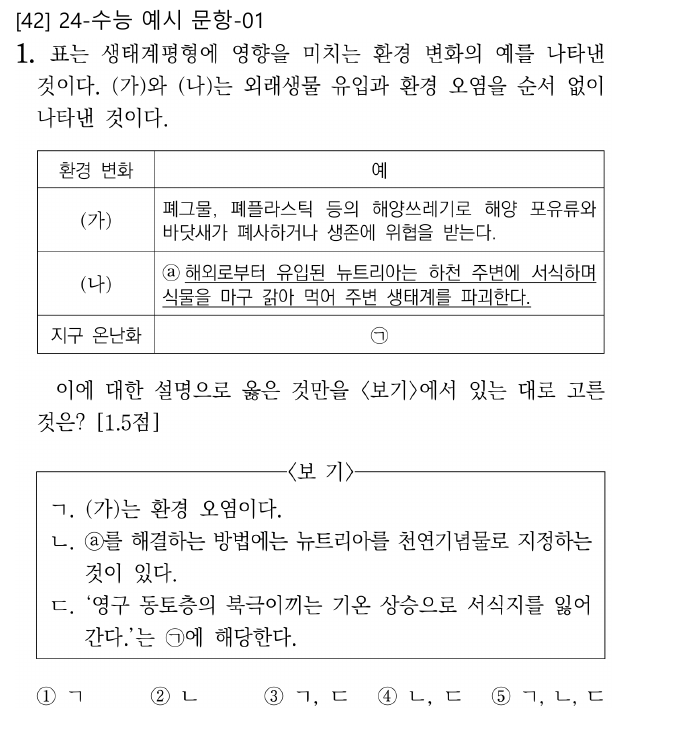 [42] 24-수능 예시 문항-01
1. 표는 생태계평형에 영향을 미치는 환경 변화의 예를 나타낸
것이다. (가)와 (나)는 외래생물 유입과 환경 오염을 순서 없이
나타낸 것이다.
환경 변화 예
(가) 폐그물, 폐플라스틱 등의 해양쓰레기로 해양 포유류와
바닷새가 폐사하거나 생존에 위협을 받는다.
(나) ⓐ 해외로부터 유입된 뉴트리아는 하천 주변에 서식하며
식물을 마구 갉아 먹어 주변 생태계를 파괴한다.
지구 온난화 ㉠
이에 대한 설명으로 옳은 것만을 〈보기〉에서 있는 대로 고른
것은? [1.5점]
〈보 기〉
ㄱ. (가)는 환경 오염이다.
ㄴ. ⓐ를 해결하는 방법에는 뉴트리아를 천연기념물로 지정하는
것이 있다.
ㄷ. ‘영구 동토층의 북극이끼는 기온 상승으로 서식지를 잃어
간다.’는 ㉠에 해당한다.
① ㄱ ② ㄴ ③ ㄱ, ㄷ ④ ㄴ, ㄷ ⑤ ㄱ, ㄴ, ㄷ